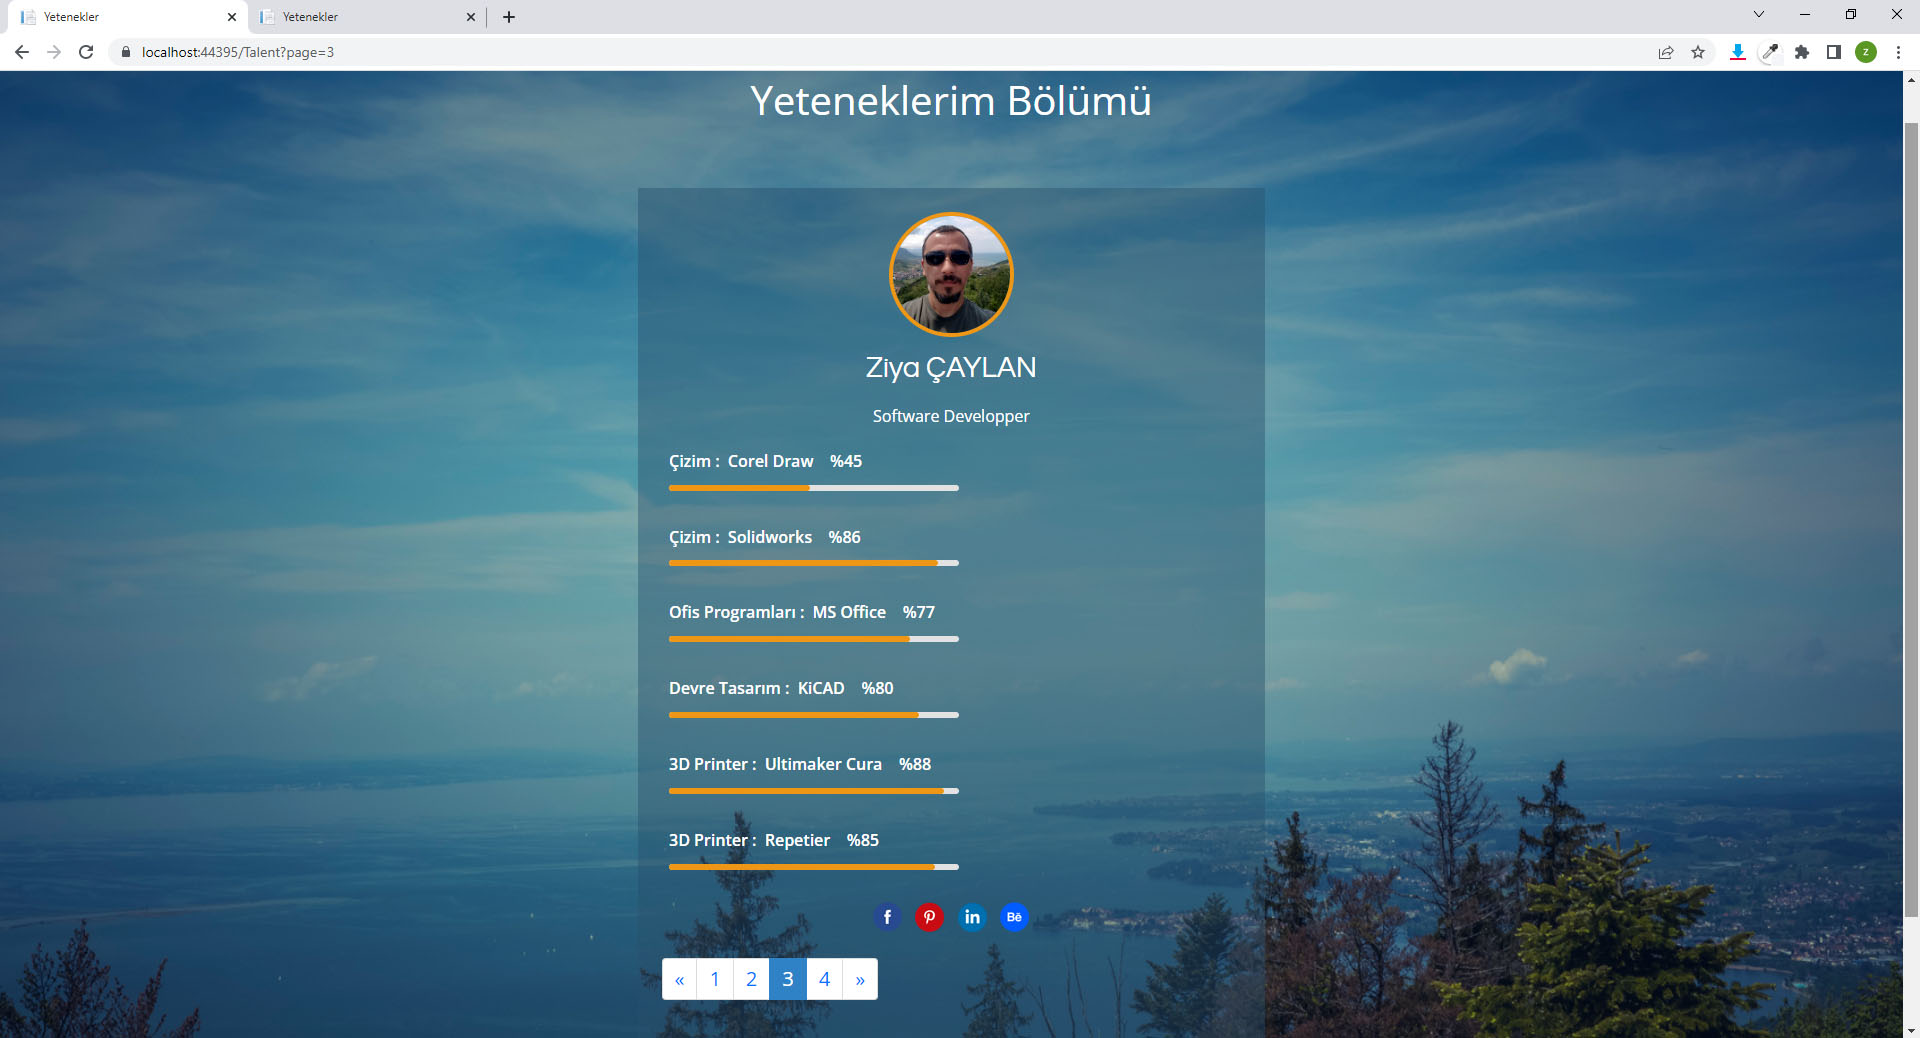 Yetenekler
Yetenekler
localhost:44395/Talent?page=3
z
Yeteneklerim Bölümü
Ziya ÇAYLAN
Software Developper
Çizim : Corel Draw %45
Çizim : Solidworks %86
Ofis Programları : MS Office %77
Devre Tasarım : KiCAD %80
3D Printer : Ultimaker Cura %88
3D Printer : Repetier %85
f in Bē
« 1 2 3 4 »